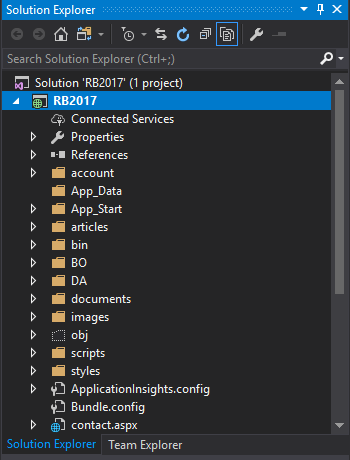 Solution Explorer
Search Solution Explorer (Ctrl+;)
Solution 'RB2017' (1 project)
RB2017
Connected Services
Properties
References
account
App_Data
App_Start
articles
bin
BO
DA
documents
images
obj
scripts
styles
ApplicationInsights.config
Bundle.config
contact.aspx
Solution Explorer Team Explorer